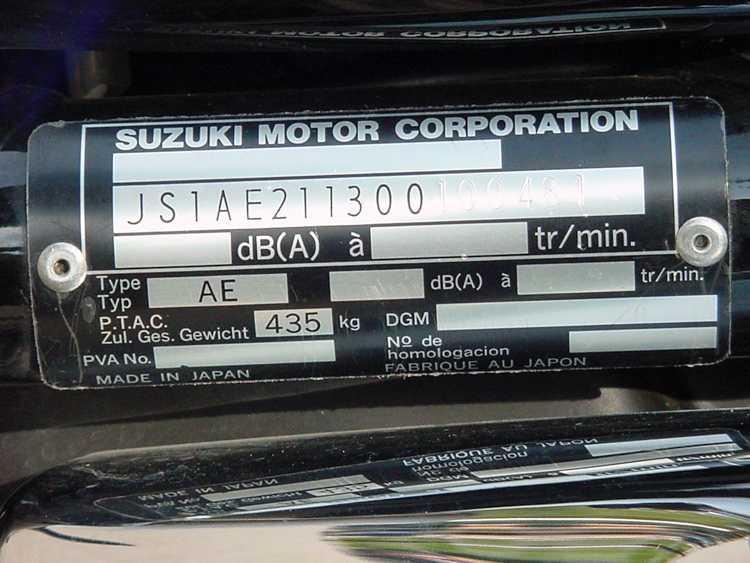 SUZUKI MOTOR CORPORATION
JS1AE211300100431
dB(A) à tr/min.
Type
Typ AE dB(A) à tr/min.
P.T.A.C.
Zul. Ges. Gewicht 435 kg DGM
Nº de
homologacion
PVA No.
MADE IN JAPAN FABRIQUE AU JAPON